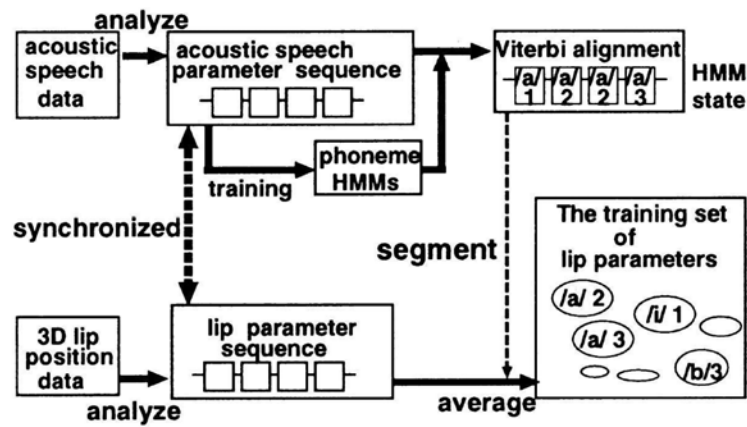 analyze
acoustic
speech
data
acoustic speech
parameter sequence
Viterbi alignment
/a/ /a/ /a/ /a/
1 2 2 3
HMM
state
training
phoneme
HMMs
synchronized
segment
The training set
of
lip parameters
/a/ 2
/i/ 1
/a/ 3
/b/3
3D lip
position
data
analyze
lip parameter
sequence
average